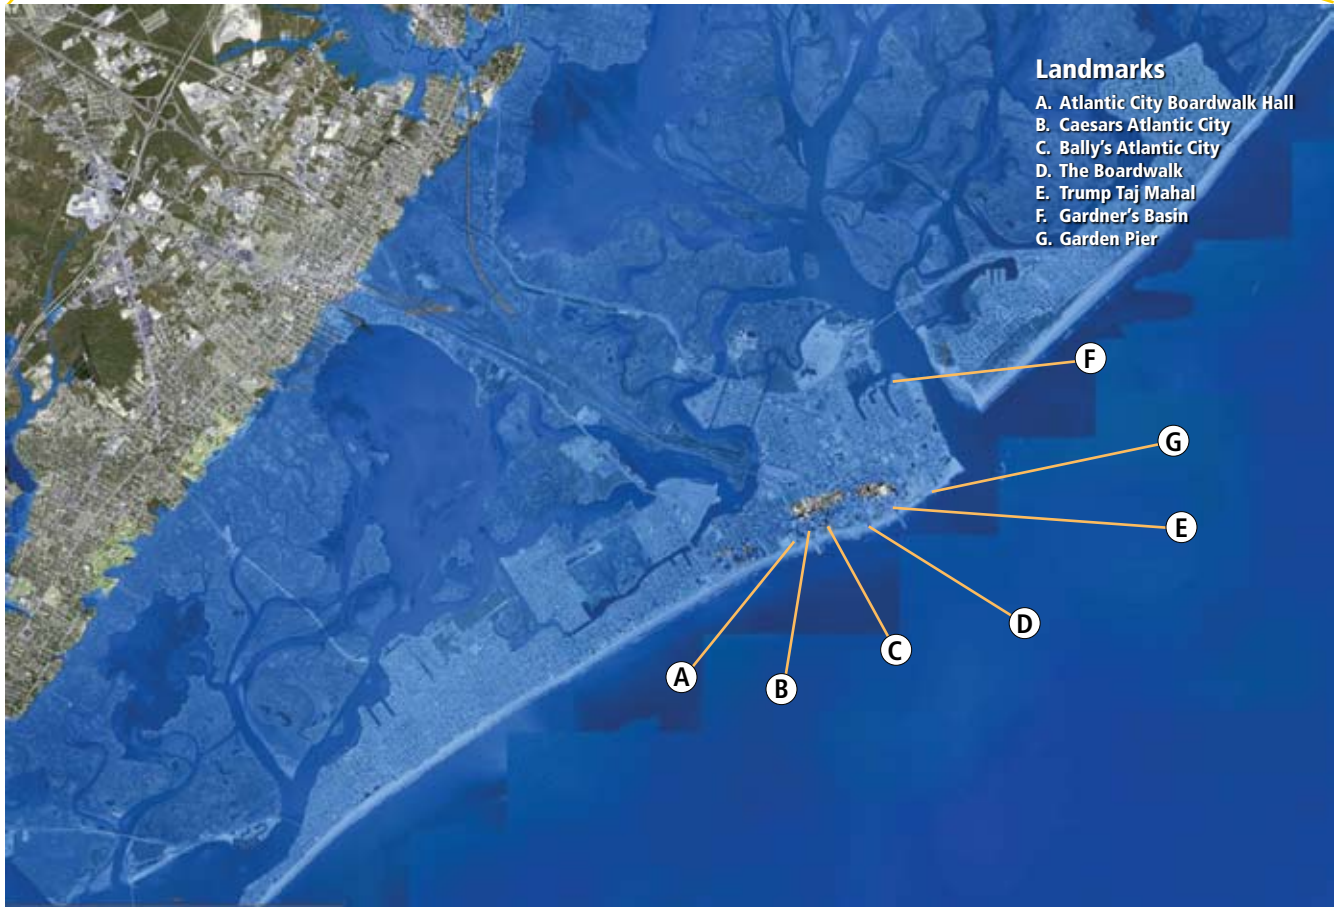 Landmarks
A. Atlantic City Boardwalk Hall
B. Caesars Atlantic City
C. Bally's Atlantic City
D. The Boardwalk
E. Trump Taj Mahal
F. Gardner's Basin
G. Garden Pier
F
G
E
D
C
A
B